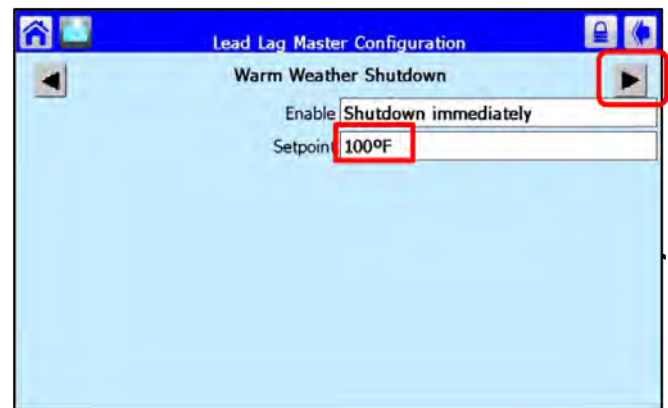 Lead Lag Master Configuration
Warm Weather Shutdown
Enable Shutdown immediately
Setpoint 100ºF